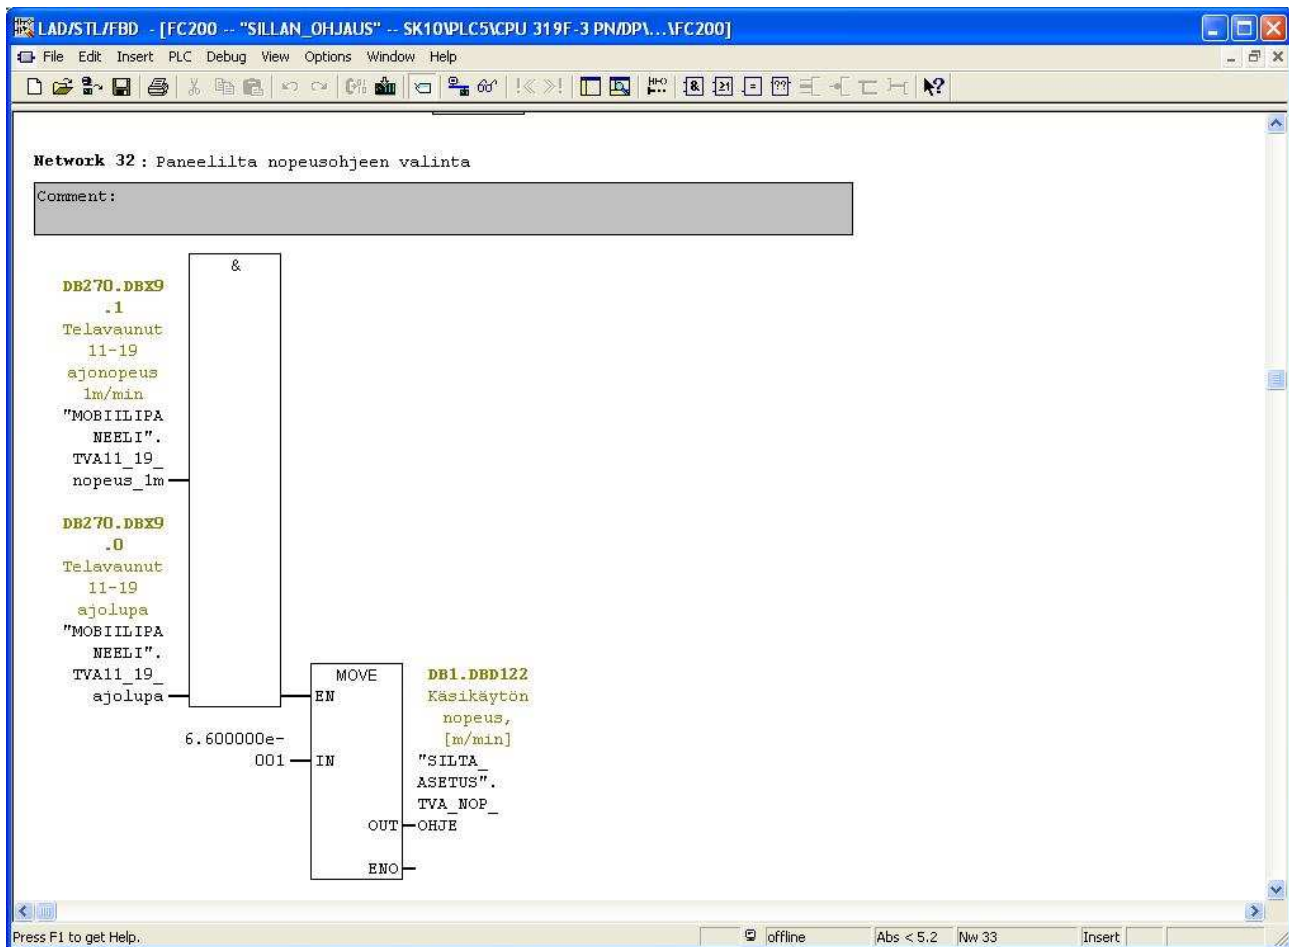 LAD/STL/FBD - [FC200 -- "SILLAN_OHJAUS" -- SK10\PLC5\CPU 319F-3 PN/DP\...\FC200]
File Edit Insert PLC Debug View Options Window Help
Network 32 : Paneelilta nopeusohjeen valinta
Comment:
&
DB270.DBX9
.1
Telavaunut
11-19
ajonopeus
1m/min
"MOBIILIPA
NEELI".
TVA11_19_
nopeus_1m
DB270.DBX9
.0
Telavaunut
11-19
ajolupa
"MOBIILIPA
NEELI".
TVA11_19_
ajolupa
MOVE
EN
6.600000e-
001
IN
OUT
ENO
DB1.DBD122
Käsikäytön
nopeus,
[m/min]
"SILTA_
ASETUS".
TVA_NOP_
OHJE
Press F1 to get Help.
offline
Abs < 5.2
Nw 33
Insert